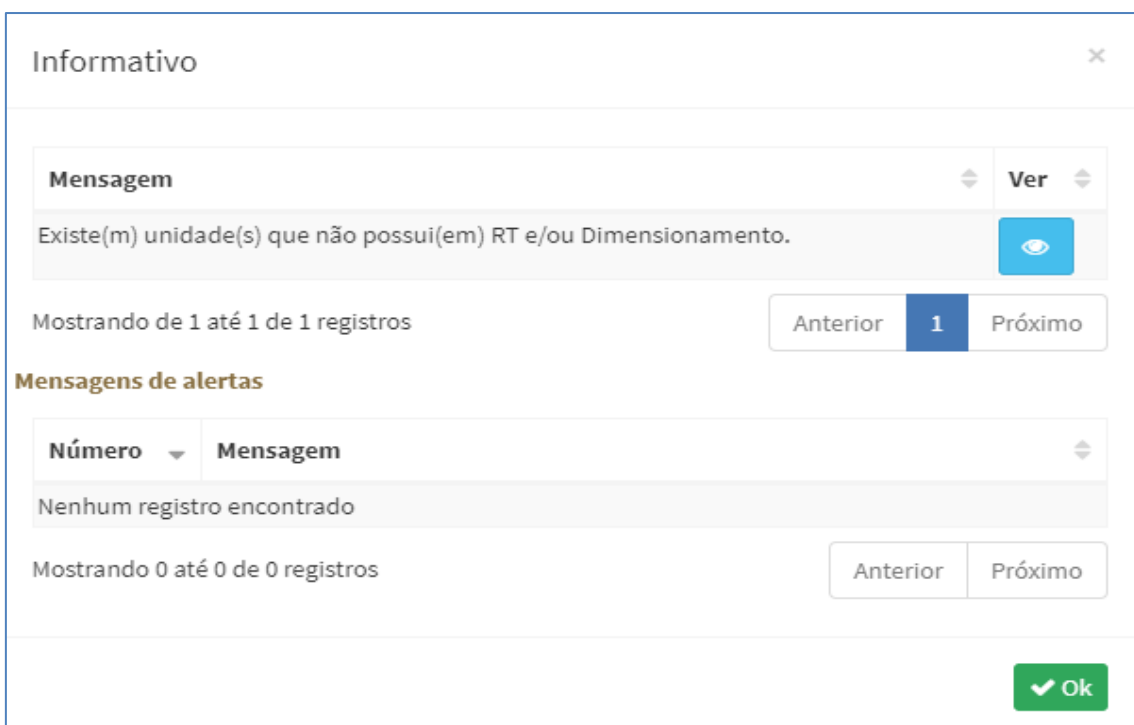 Informativo
×
Mensagem Ver
Existe(m) unidade(s) que não possui(em) RT e/ou Dimensionamento.
Mostrando de 1 até 1 de 1 registros Anterior 1 Próximo
Mensagens de alertas
Número Mensagem
Nenhum registro encontrado
Mostrando 0 até 0 de 0 registros Anterior Próximo
Ok